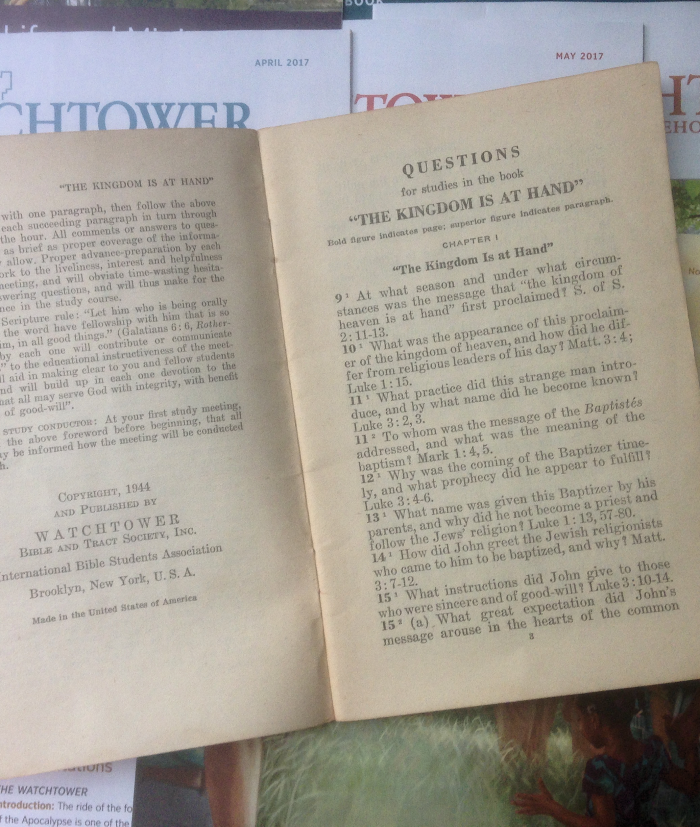 BOOK
APRIL 2017
CHTOWER
MAY 2017
"THE KINGDOM IS AT HAND"
with one paragraph, then follow the above
each succeeding paragraph in turn through
the hour. All comments or answers to ques-
as brief as proper coverage of the informa-
allow. Proper advance-preparation by each
to the liveliness, interest and helpfulness
and will obviate time-wasting hesita-
questions, and will thus make for the
in the study course.
Scripture rule: "Let him who is being orally
the word have fellowship with him that is so
in all good things." (Galatians 6: 6, Rother-
by each one will contribute or communicate
to the educational instructiveness of the meet-
aid in making clear to you and fellow students
and will build up in each one devotion to the
that all may serve God with integrity, with benefit
of good-will".
STUDY CONDUCTOR: At your first study meeting,
the above foreword before beginning, that all
be informed how the meeting will be conducted
COPYRIGHT, 1944
AND PUBLISHED BY
WATCHTOWER
BIBLE AND TRACT SOCIETY, INC.
International Bible Students Association
Brooklyn, New York, U. S. A.
Made in the United States of America
QUESTIONS
for studies in the book
"THE KINGDOM IS AT HAND"
Bold figure indicates page; superior figure indicates paragraph.
CHAPTER I
"The Kingdom Is at Hand"
9¹ At what season and under what circum-
stances was the message that "the kingdom of
heaven is at hand" first proclaimed? S. of S.
2: 11-13.
10¹ What was the appearance of this proclaim-
er of the kingdom of heaven, and how did he dif-
fer from religious leaders of his day? Matt. 3: 4;
Luke 1: 15.
11¹ What practice did this strange man intro-
duce, and by what name did he become known?
Luke 3: 2, 3.
11² To whom was the message of the Baptistés
addressed, and what was the meaning of the
baptism? Mark 1: 4, 5.
12¹ Why was the coming of the Baptizer time-
ly, and what prophecy did he appear to fulfill?
Luke 3: 4-6.
13¹ What name was given this Baptizer by his
parents, and why did he not become a priest and
follow the Jews' religion? Luke 1: 13, 57-80.
14¹ How did John greet the Jewish religionists
who came to him to be baptized, and why? Matt.
3: 7-12.
15¹ What instructions did John give to those
who were sincere and of good-will? Luke 3: 10-14.
15² (a) What great expectation did John's
message arouse in the hearts of the common
3
HE WATCHTOWER
troduction: The ride of the fo
f the Apocalypse is one of the